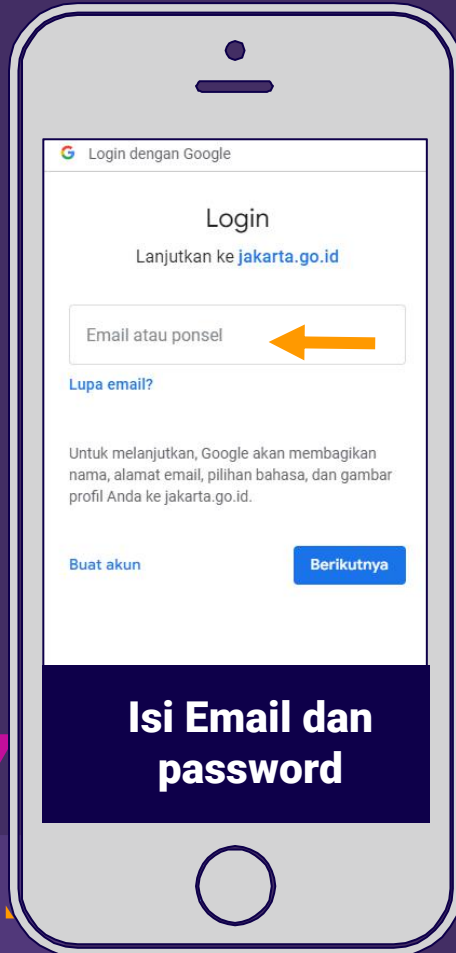 Login dengan Google
Login
Lanjutkan ke jakarta.go.id
Email atau ponsel
Lupa email?
Untuk melanjutkan, Google akan membagikan
nama, alamat email, pilihan bahasa, dan gambar
profil Anda ke jakarta.go.id.
Buat akun
Berikutnya
Isi Email dan
password